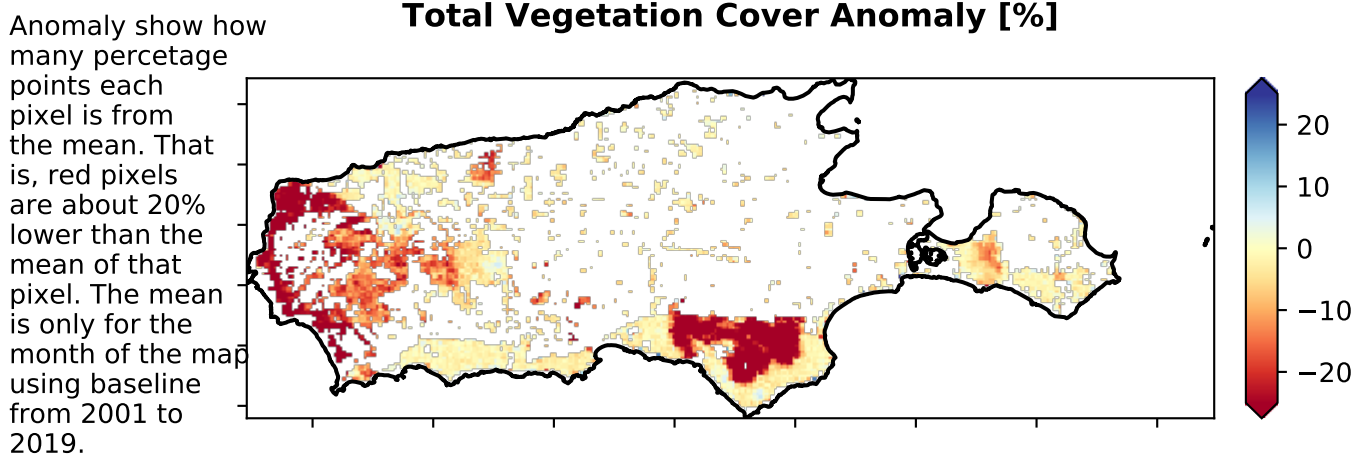 Total Vegetation Cover Anomaly [%]
Anomaly show how
many percetage
points each
pixel is from
the mean. That
is, red pixels
are about 20%
lower than the
mean of that
pixel. The mean
is only for the
month of the map
using baseline
from 2001 to
2019.
20
10
0
−10
−20